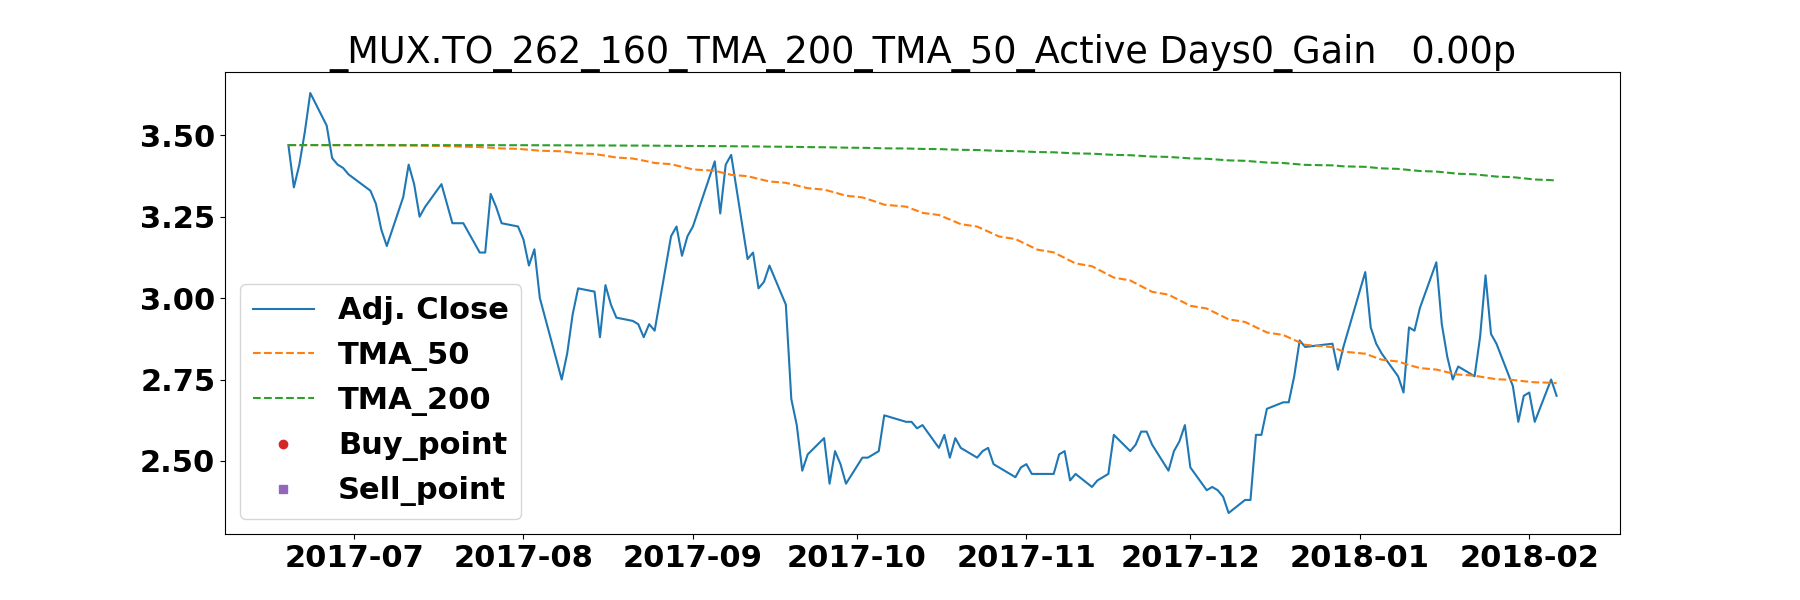 _MUX.TO_262_160_TMA_200_TMA_50_Active Days0_Gain   0.00p
3.50
3.25
3.00
2.75
2.50
Adj. Close
TMA_50
TMA_200
Buy_point
Sell_point
2017-07 2017-08 2017-09 2017-10 2017-11 2017-12 2018-01 2018-02